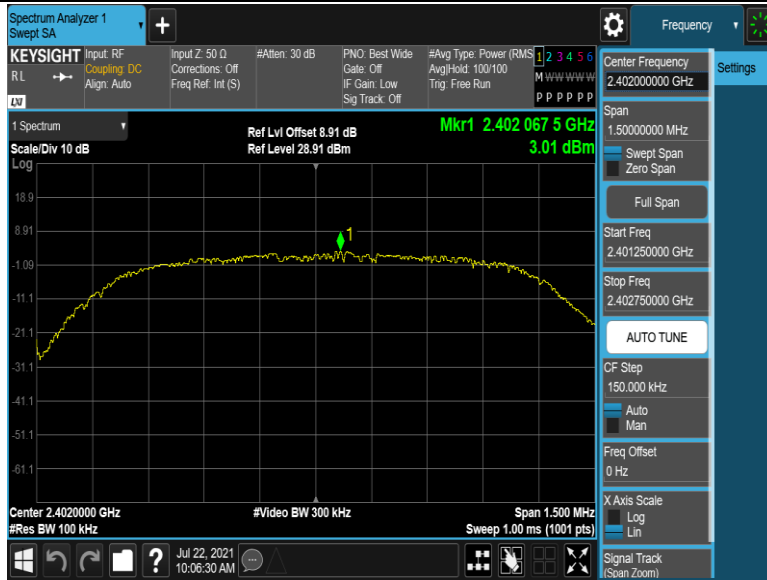 Spectrum Analyzer 1
Swept SA
+
Frequency
KEYSIGHT
RL
LXI
Input: RF
Coupling: DC
Align: Auto
Input Z: 50 Ω
Corrections: Off
Freq Ref: Int (S)
#Atten: 30 dB
PNO: Best Wide
Gate: Off
IF Gain: Low
Sig Track: Off
#Avg Type: Power (RMS
Avg|Hold: 100/100
Trig: Free Run
1 2 3 4 5 6
M W W W W W
P P P P P P
1 Spectrum
Scale/Div 10 dB
Log
Ref Lvl Offset 8.91 dB
Ref Level 28.91 dBm
Mkr1 2.402 067 5 GHz
3.01 dBm
18.9
8.91
-1.09
-11.1
-21.1
-31.1
-41.1
-51.1
-61.1
1
Center 2.4020000 GHz
#Res BW 100 kHz
#Video BW 300 kHz
Span 1.500 MHz
Sweep 1.00 ms (1001 pts)
Jul 22, 2021
10:06:30 AM
?
Center Frequency
2.402000000 GHz
Settings
Span
1.50000000 MHz
Swept Span
Zero Span
Full Span
Start Freq
2.401250000 GHz
Stop Freq
2.402750000 GHz
AUTO TUNE
CF Step
150.000 kHz
Auto
Man
Freq Offset
0 Hz
X Axis Scale
Log
Lin
Signal Track
(Span Zoom)